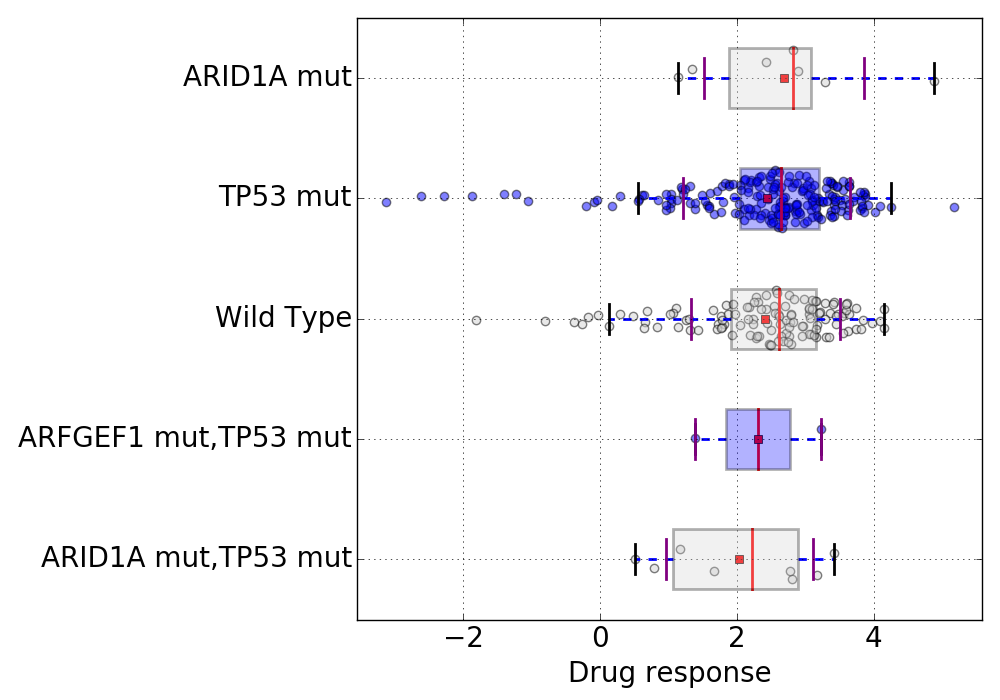 ARID1A mut
TP53 mut
Wild Type
ARFGEF1 mut,TP53 mut
ARID1A mut,TP53 mut
−2 0 2 4
Drug response